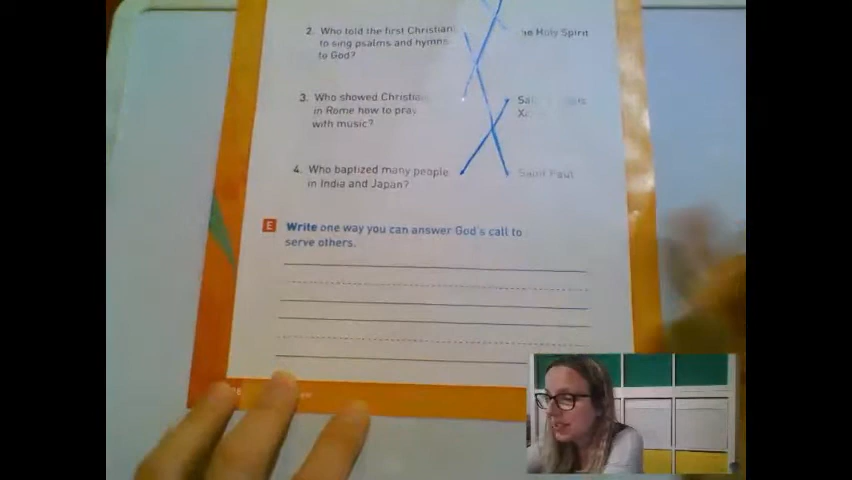 2. Who told the first Christian
to sing psalms and hymns
to God?
he Holy Spirit
3. Who showed Christia
in Rome how to pray
with music?
4. Who baptized many people
in India and Japan?
Saint Paul
E Write one way you can answer God's call to
serve others.